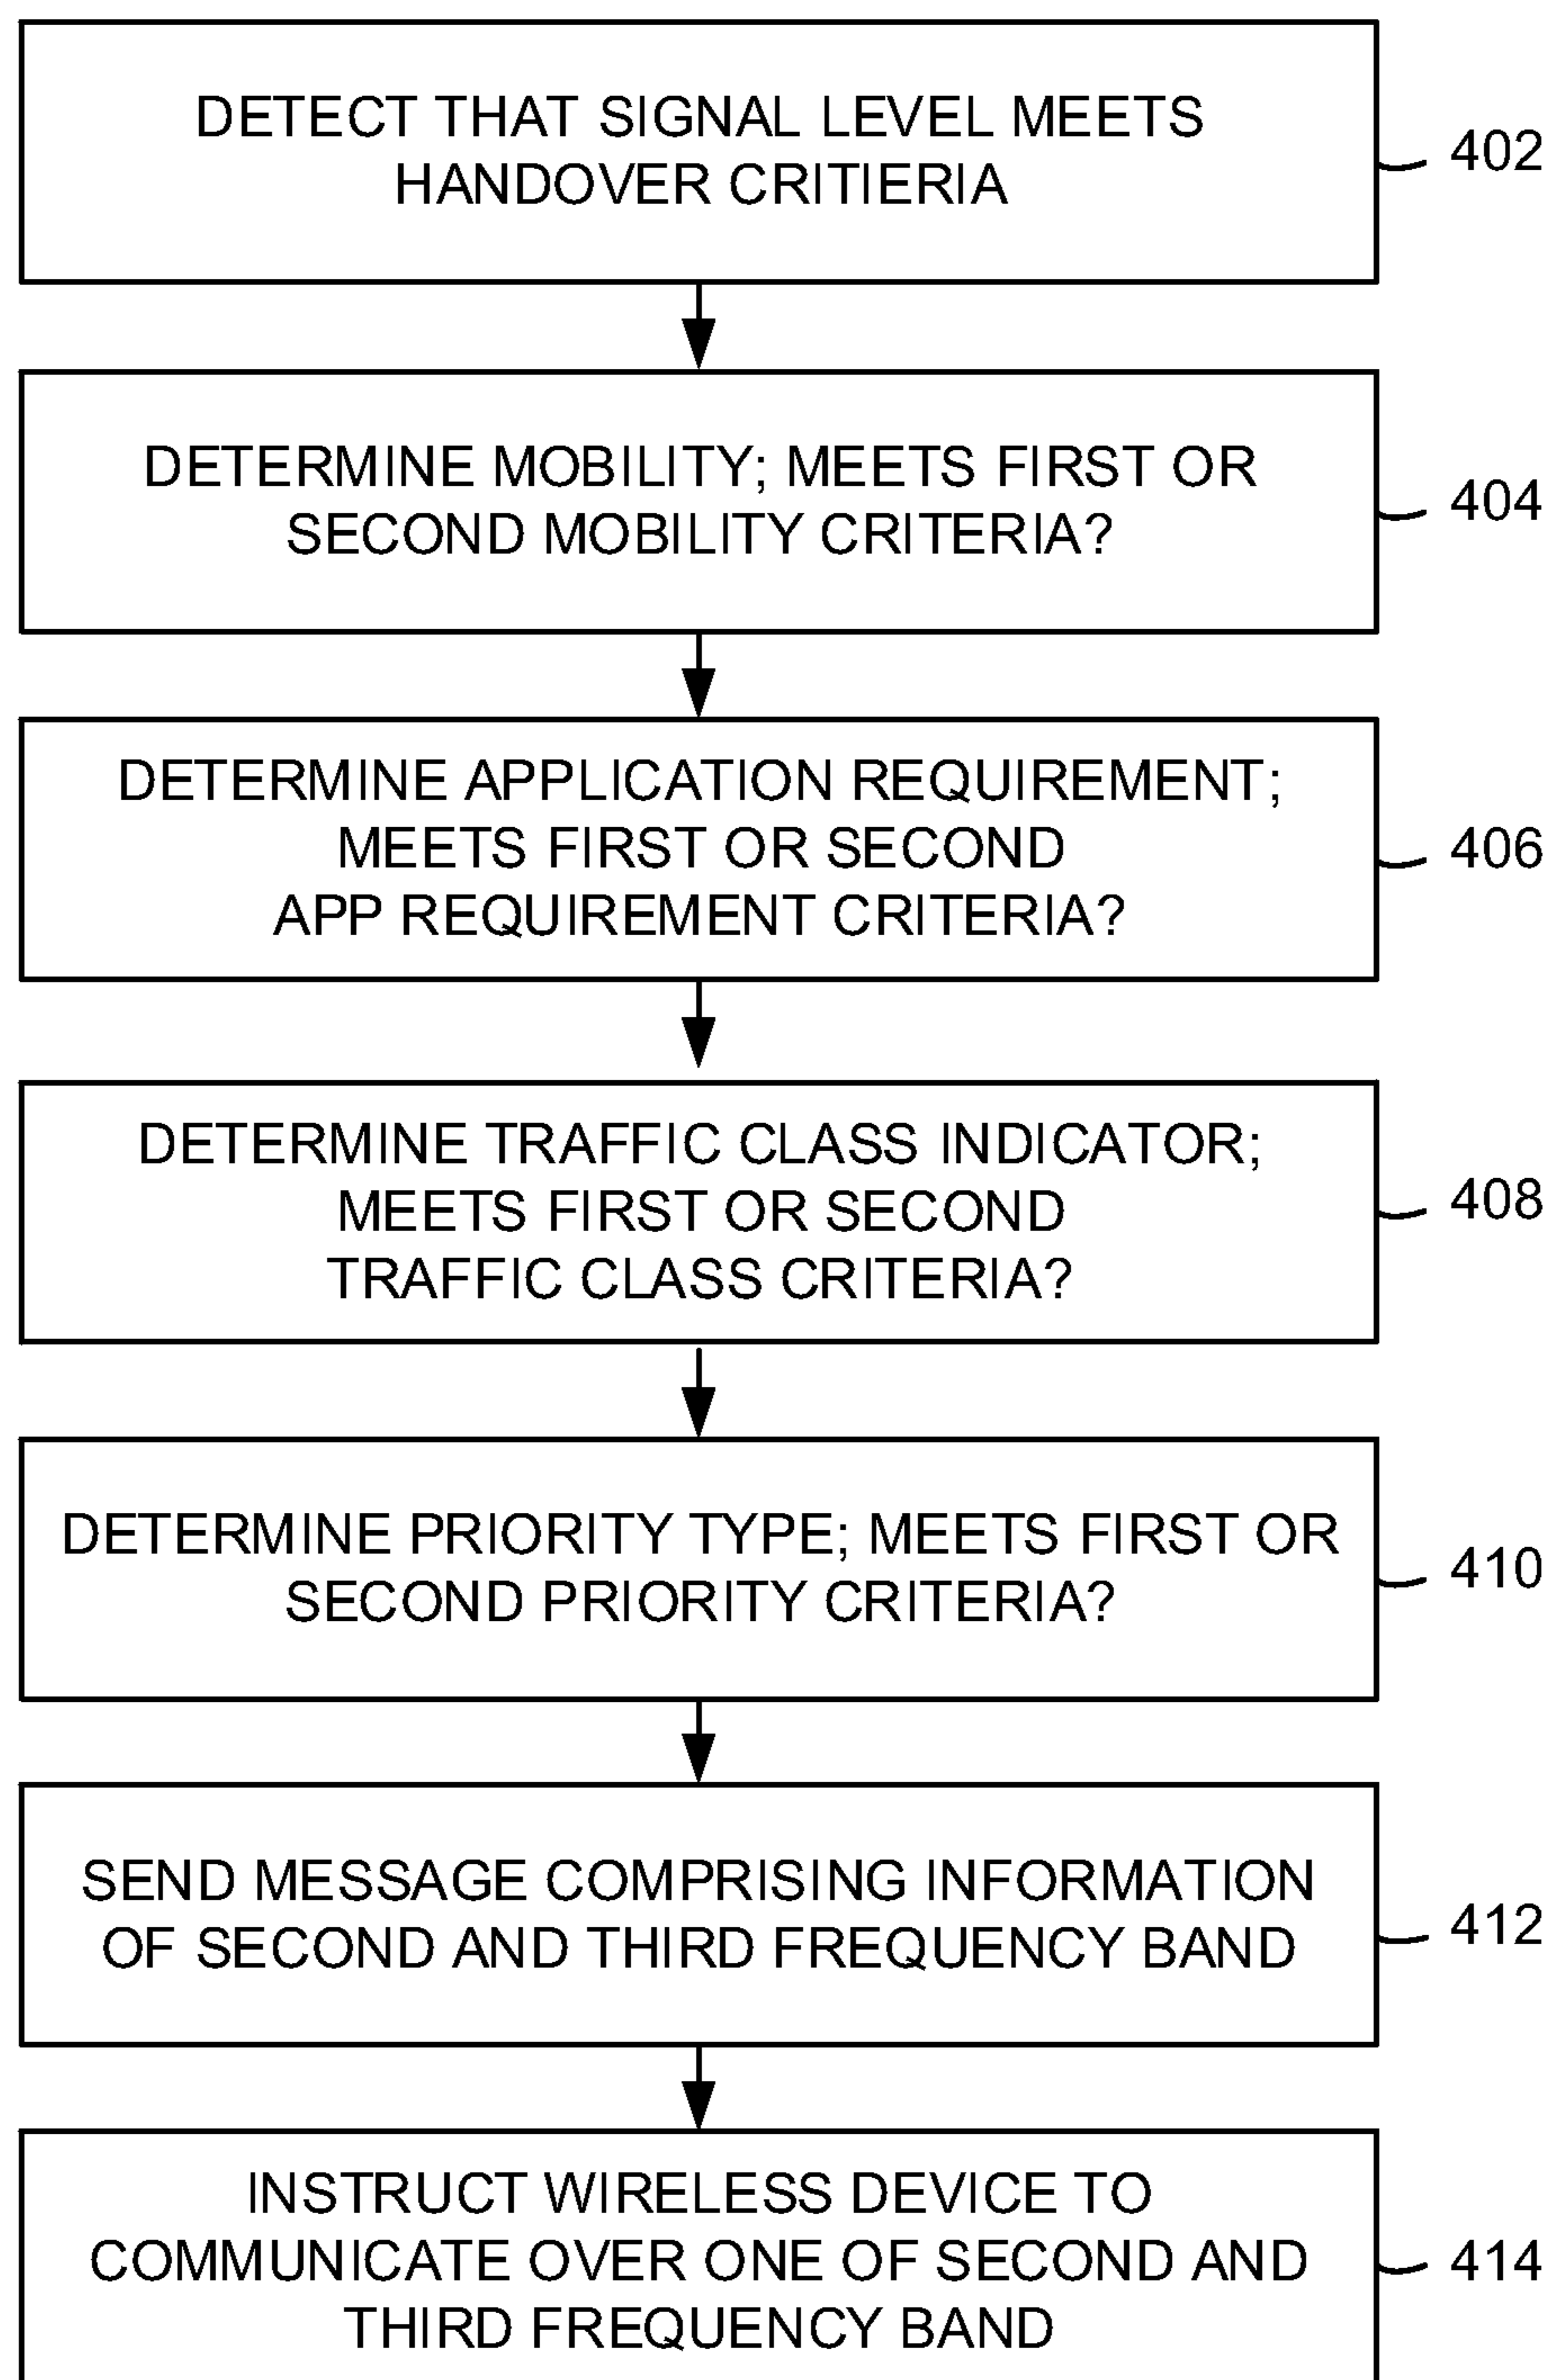 DETECT THAT SIGNAL LEVEL MEETS
HANDOVER CRITIERIA
402
DETERMINE MOBILITY; MEETS FIRST OR
SECOND MOBILITY CRITERIA?
404
DETERMINE APPLICATION REQUIREMENT;
MEETS FIRST OR SECOND
APP REQUIREMENT CRITERIA?
406
DETERMINE TRAFFIC CLASS INDICATOR;
MEETS FIRST OR SECOND
TRAFFIC CLASS CRITERIA?
408
DETERMINE PRIORITY TYPE; MEETS FIRST OR
SECOND PRIORITY CRITERIA?
410
SEND MESSAGE COMPRISING INFORMATION
OF SECOND AND THIRD FREQUENCY BAND
412
INSTRUCT WIRELESS DEVICE TO
COMMUNICATE OVER ONE OF SECOND AND
THIRD FREQUENCY BAND
414